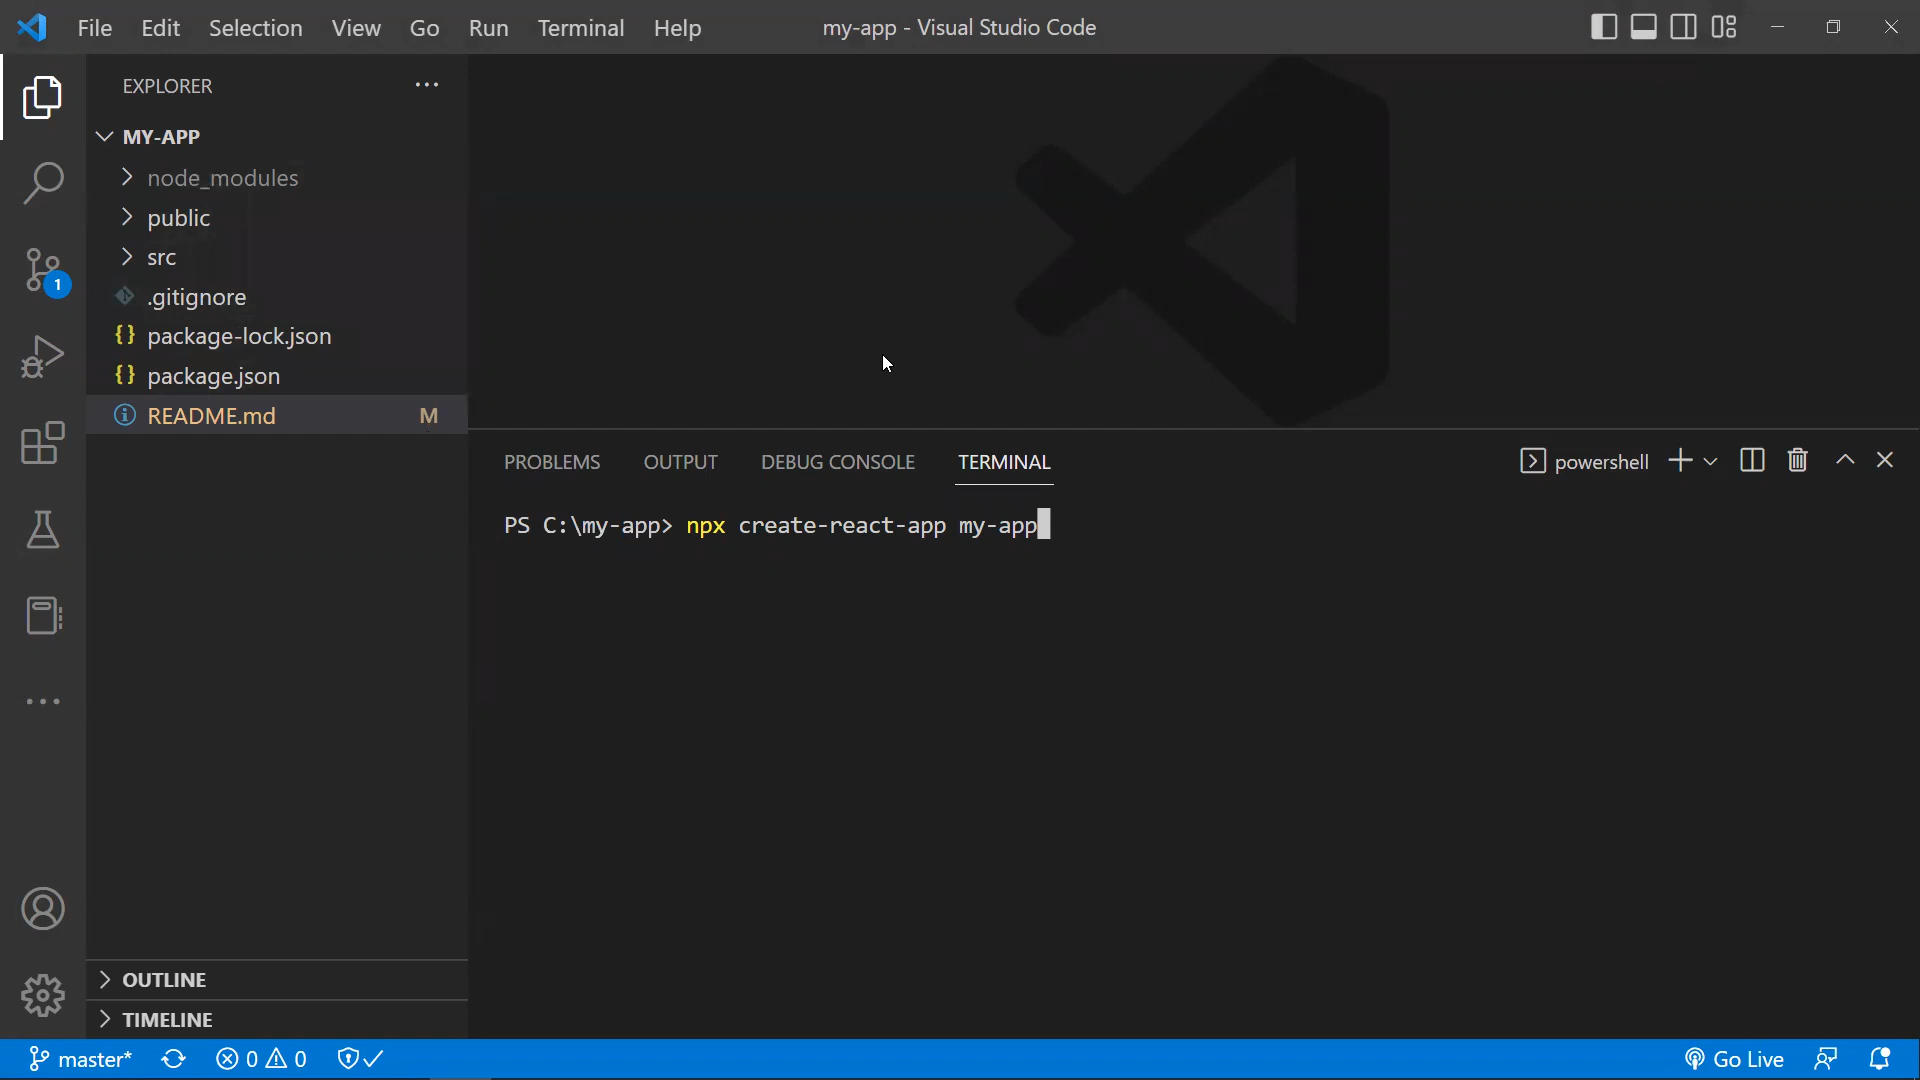 File Edit Selection View Go Run Terminal Help my-app - Visual Studio Code
EXPLORER
MY-APP
node_modules
public
src
.gitignore
package-lock.json
package.json
README.md M
1
OUTLINE
TIMELINE
PROBLEMS OUTPUT DEBUG CONSOLE TERMINAL powershell
PS C:\my-app> npx create-react-app my-app
master* 0 0 Go Live